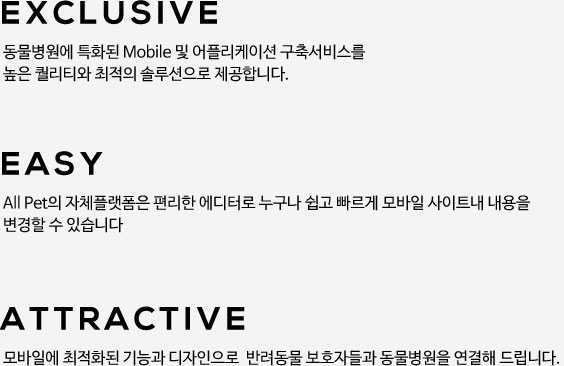 EXCLUSIVE
동물병원에 특화된 Mobile 및 어플리케이션 구축서비스를
높은 퀄리티와 최적의 솔루션으로 제공합니다.
EASY
All Pet의 자체플랫폼은 편리한 에디터로 누구나 쉽고 빠르게 모바일 사이트내 내용을
변경할 수 있습니다
ATTRACTIVE
모바일에 최적화된 기능과 디자인으로 반려동물 보호자들과 동물병원을 연결해 드립니다.